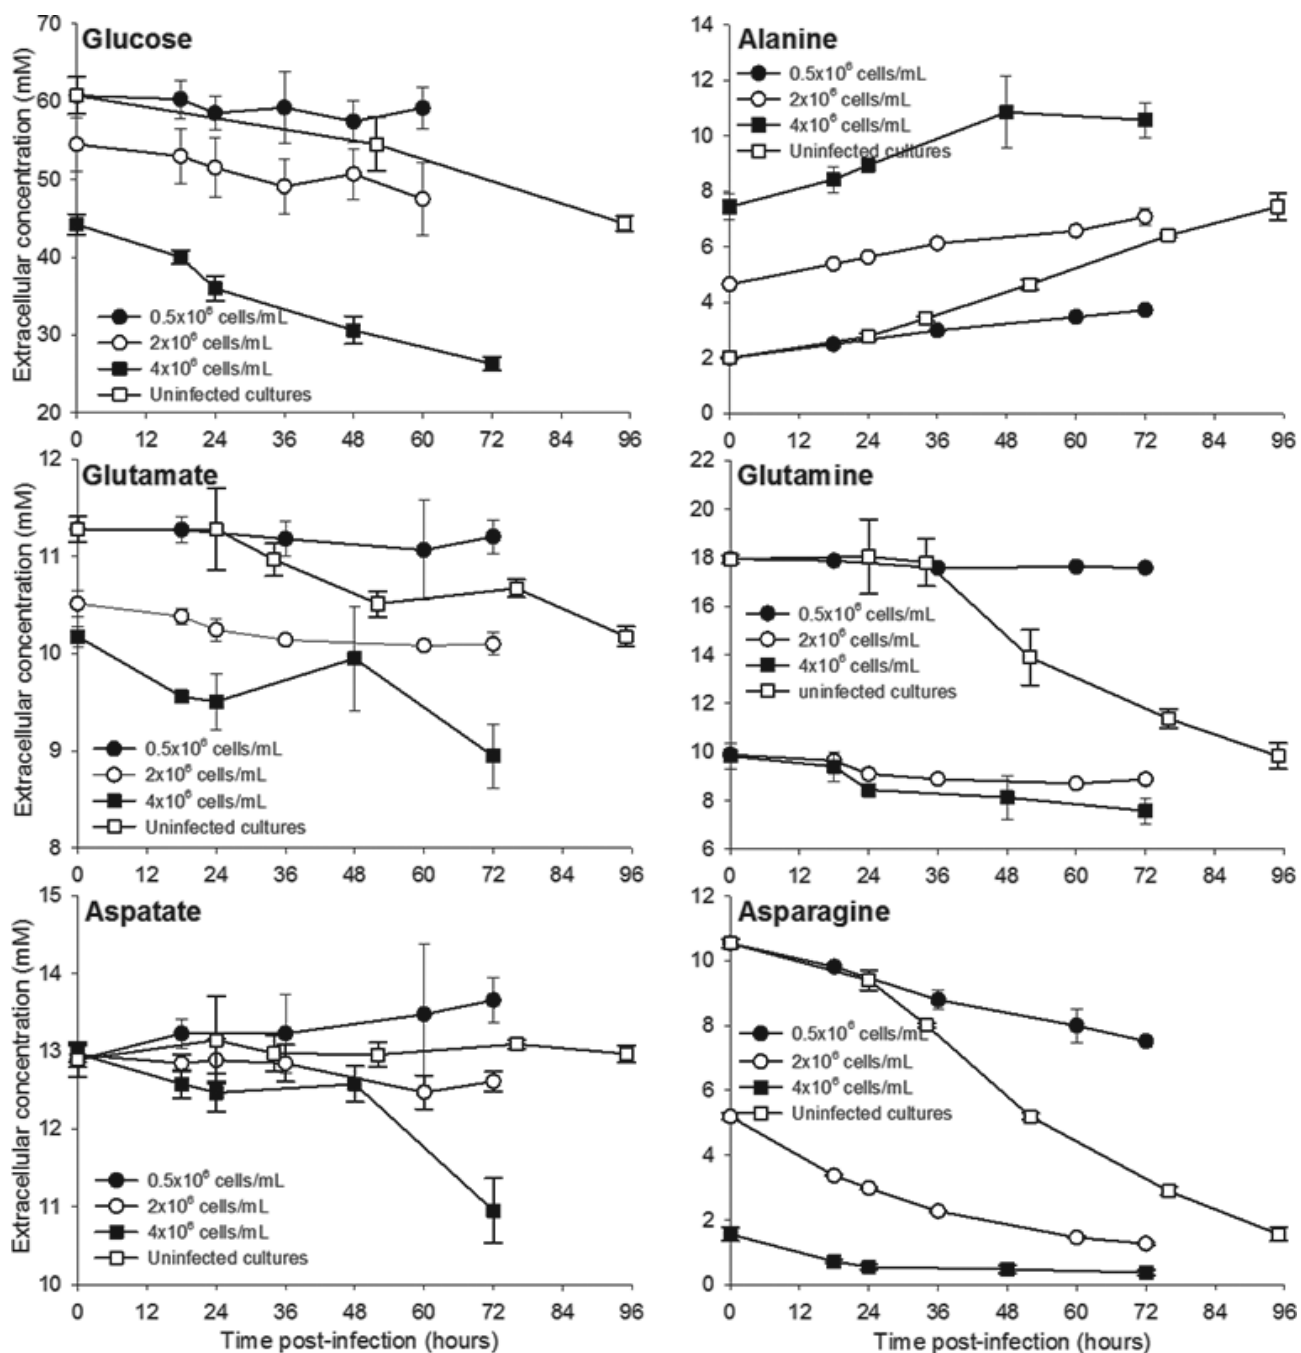 Glucose
Extracellular concentration (mM)
70
60
50
40
30
20
0.5x10⁶ cells/mL
2x10⁶ cells/mL
4x10⁶ cells/mL
Uninfected cultures
0 12 24 36 48 60 72 84 96
Alanine
14
12
10
8
6
4
2
0
0.5x10⁶ cells/mL
2x10⁶ cells/mL
4x10⁶ cells/mL
Uninfected cultures
0 12 24 36 48 60 72 84 96
Glutamate
Extracellular concentration (mM)
12
11
10
9
8
0.5x10⁶ cells/mL
2x10⁶ cells/mL
4x10⁶ cells/mL
Uninfected cultures
0 12 24 36 48 60 72 84 96
Glutamine
22
20
18
16
14
12
10
8
6
0.5x10⁶ cells/mL
2x10⁶ cells/mL
4x10⁶ cells/mL
uninfected cultures
0 12 24 36 48 60 72 84 96
Aspatate
Extracellular concentration (mM)
15
14
13
12
11
10
0.5x10⁶ cells/mL
2x10⁶ cells/mL
4x10⁶ cells/mL
Uninfected cultures
0 12 24 36 48 60 72 84 96
Time post-infection (hours)
Asparagine
12
10
8
6
4
2
0
0.5x10⁶ cells/mL
2x10⁶ cells/mL
4x10⁶ cells/mL
Uninfected cultures
0 12 24 36 48 60 72 84 96
Time post-infection (hours)